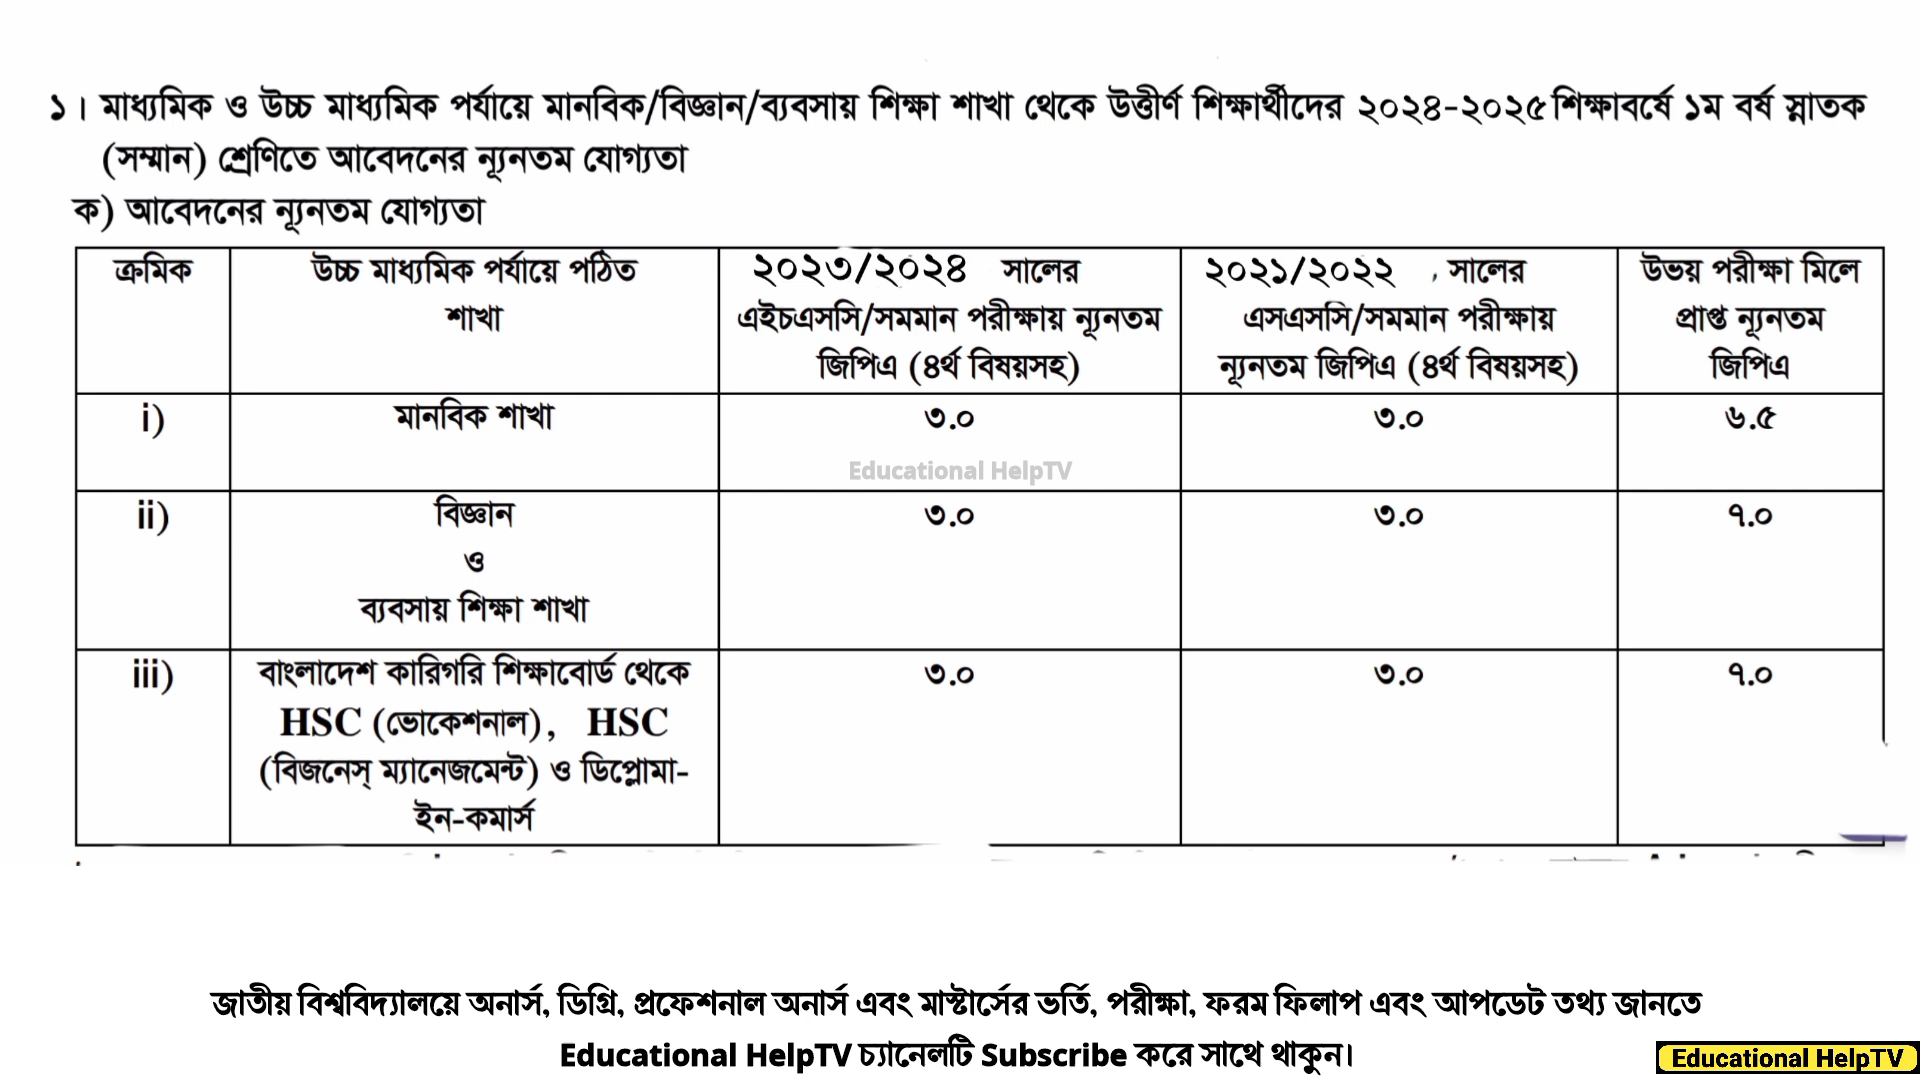 ১। মাধ্যমিক ও উচ্চ মাধ্যমিক পর্যায়ে মানবিক/বিজ্ঞান/ব্যবসায় শিক্ষা শাখা থেকে উত্তীর্ণ শিক্ষার্থীদের ২০২৪-২০২৫ শিক্ষাবর্ষে ১ম বর্ষ স্নাতক
(সম্মান) শ্রেণিতে আবেদনের ন্যূনতম যোগ্যতা
ক) আবেদনের ন্যূনতম যোগ্যতা
ক্রমিক
উচ্চ মাধ্যমিক পর্যায়ে পঠিত
শাখা
২০২৩/২০২৪ সালের
এইচএসসি/সমমান পরীক্ষায় ন্যূনতম
জিপিএ (৪র্থ বিষয়সহ)
২০২১/২০২২ সালের
এসএসসি/সমমান পরীক্ষায়
ন্যূনতম জিপিএ (৪র্থ বিষয়সহ)
উভয় পরীক্ষা মিলে
প্রাপ্ত ন্যূনতম
জিপিএ
i)
মানবিক শাখা
৩.০
৩.০
৬.৫
Educational HelpTV
ii)
বিজ্ঞান
ও
ব্যবসায় শিক্ষা শাখা
৩.০
৩.০
৭.০
iii)
বাংলাদেশ কারিগরি শিক্ষাবোর্ড থেকে
HSC (ভোকেশনাল), HSC
(বিজনেস্ ম্যানেজমেন্ট) ও ডিপ্লোমা-
ইন-কমার্স
৩.০
৩.০
৭.০
জাতীয় বিশ্ববিদ্যালয়ে অনার্স, ডিগ্রি, প্রফেশনাল অনার্স এবং মাস্টার্সের ভর্তি, পরীক্ষা, ফরম ফিলাপ এবং আপডেট তথ্য জানতে
Educational HelpTV চ্যানেলটি Subscribe করে সাথে থাকুন।
Educational HelpTV